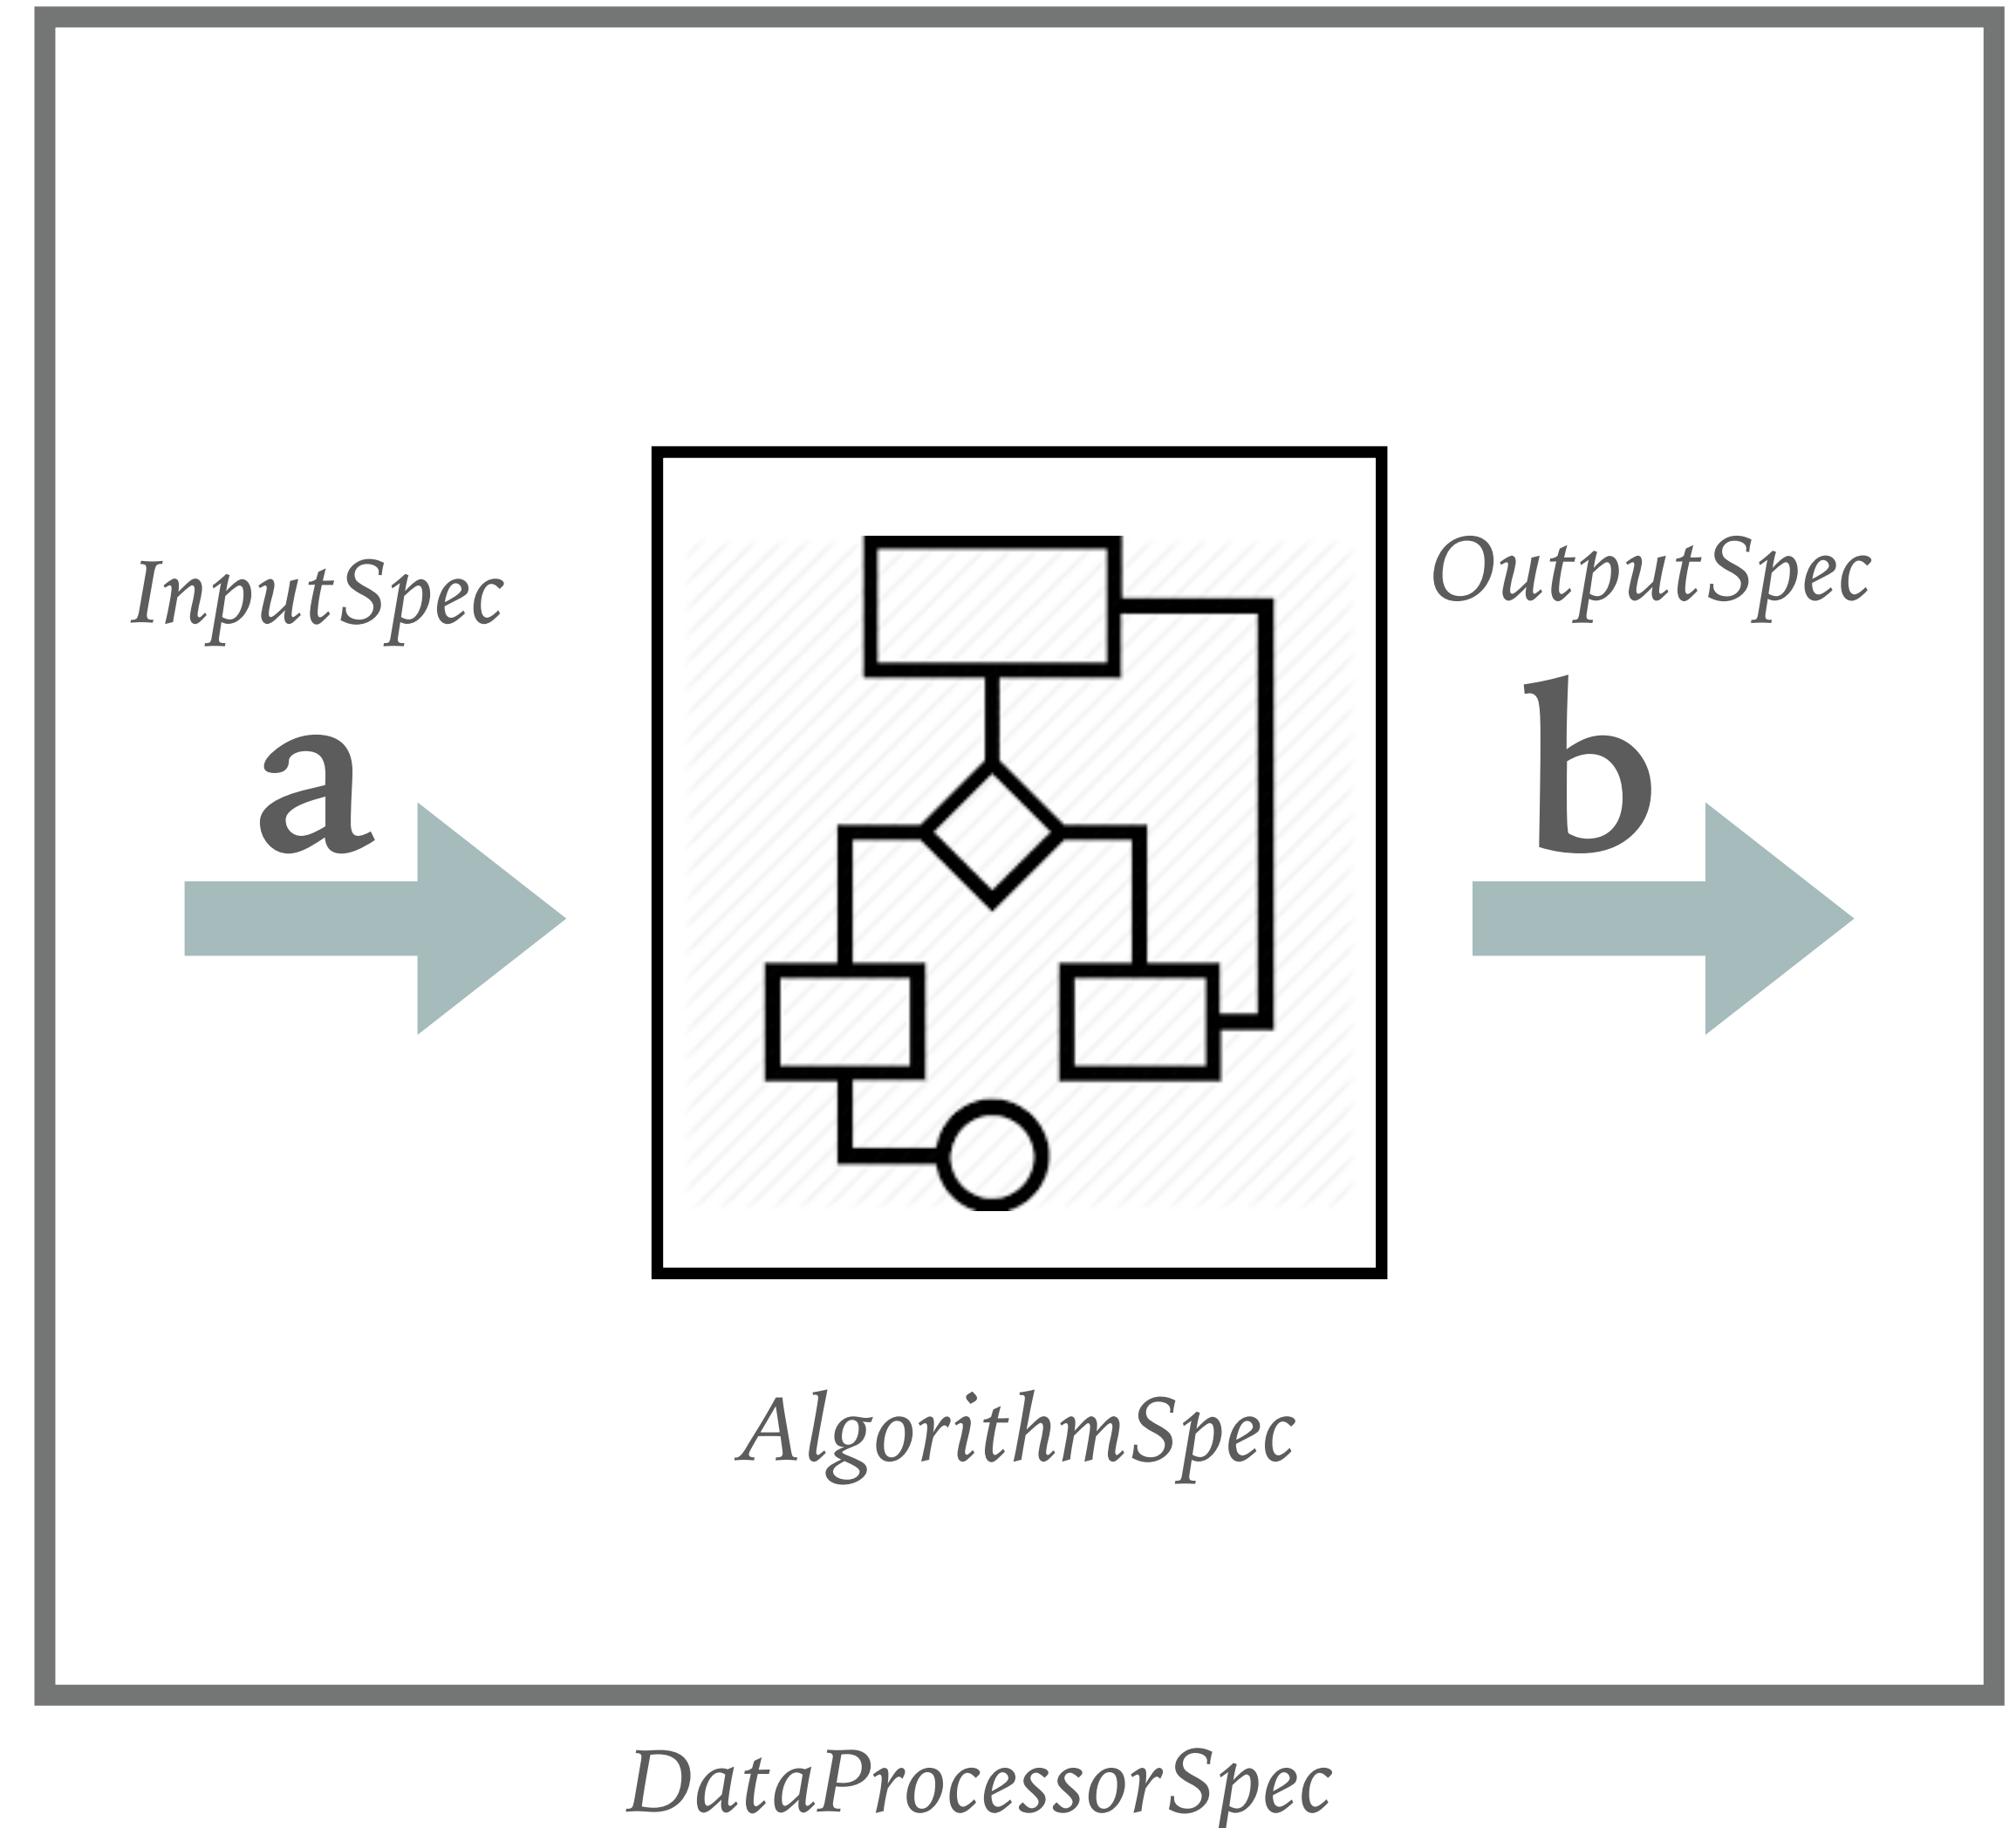 InputSpec
a
OutputSpec
b
AlgorithmSpec
DataProcessorSpec